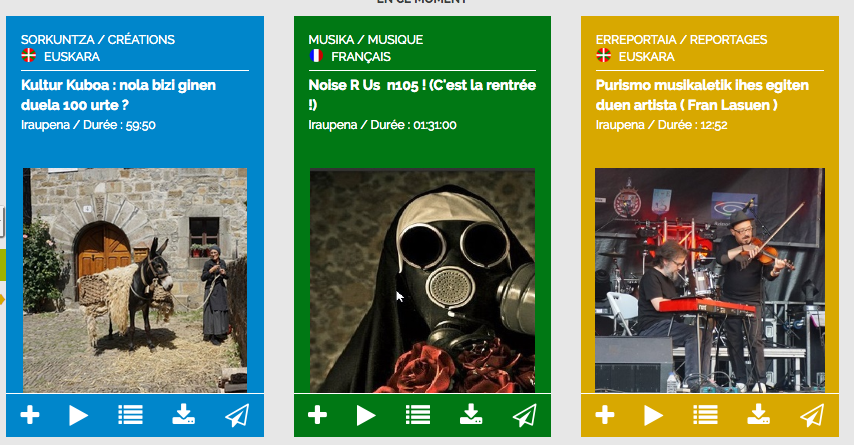 EN CE MOMENT
SORKUNTZA / CRÉATIONS
EUSKARA
Kultur Kuboa : nola bizi ginen
duela 100 urte ?
Iraupena / Durée : 59:50
MUSIKA / MUSIQUE
FRANÇAIS
Noise R Us n105 ! (C'est la rentrée
!)
Iraupena / Durée : 01:31:00
ERREPORTAIA / REPORTAGES
EUSKARA
Purismo musikaletik ihes egiten
duen artista ( Fran Lasuen )
Iraupena / Durée : 12:52